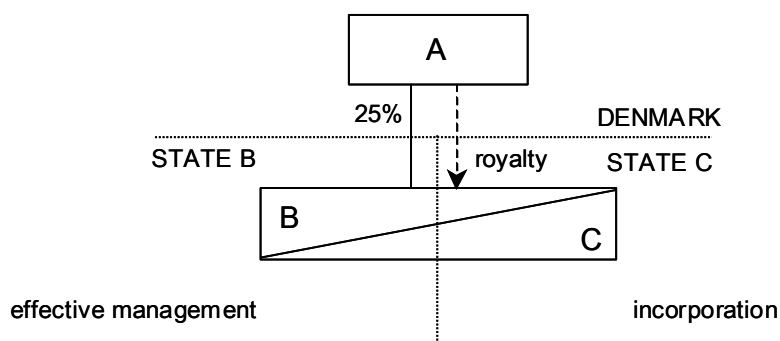 A
25%
DENMARK
STATE B
royalty
STATE C
B
C
effective management
incorporation